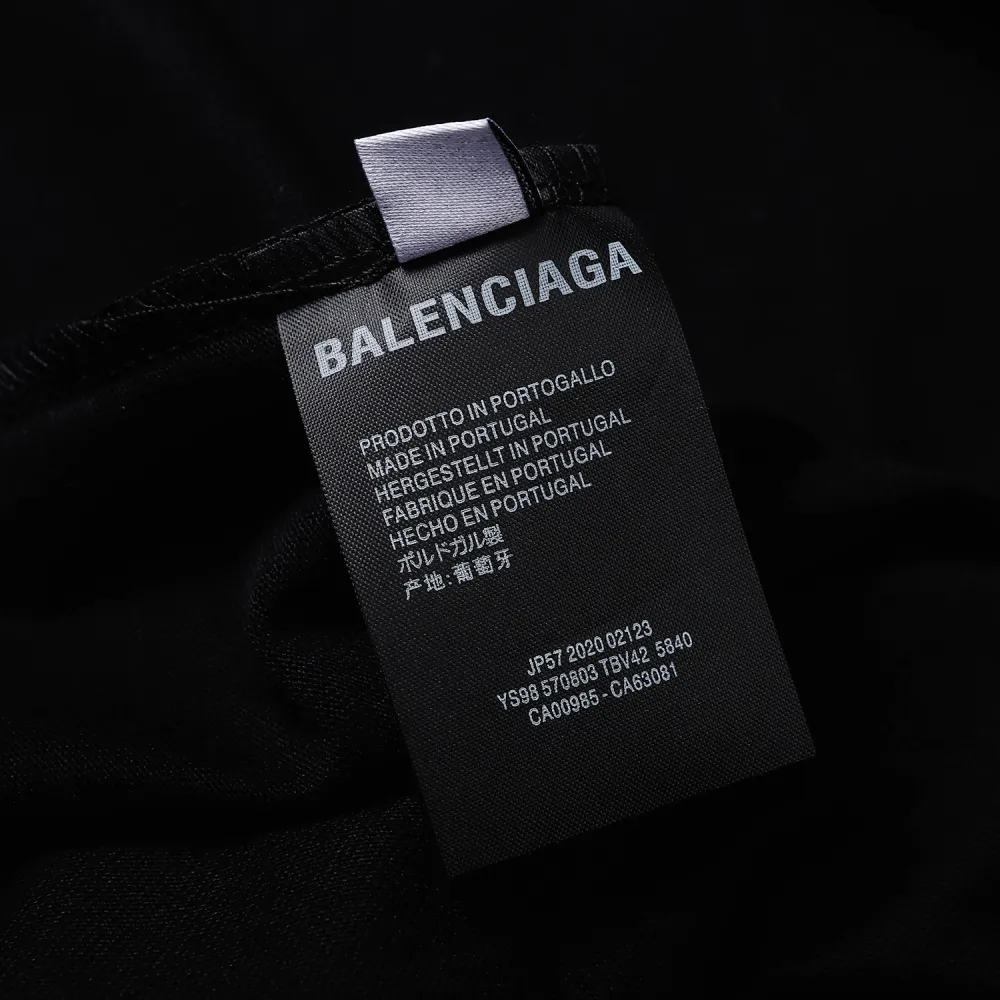 BALENCIAGA
PRODOTTO IN PORTOGALLO
MADE IN PORTUGAL
HERGESTELLT IN PORTUGAL
FABRIQUE EN PORTUGAL
HECHO EN PORTUGAL
ポルトガル製
产地:葡萄牙
JP57 2020 02123
YS98 570803 TBV42 5840
CA00985 - CA63081